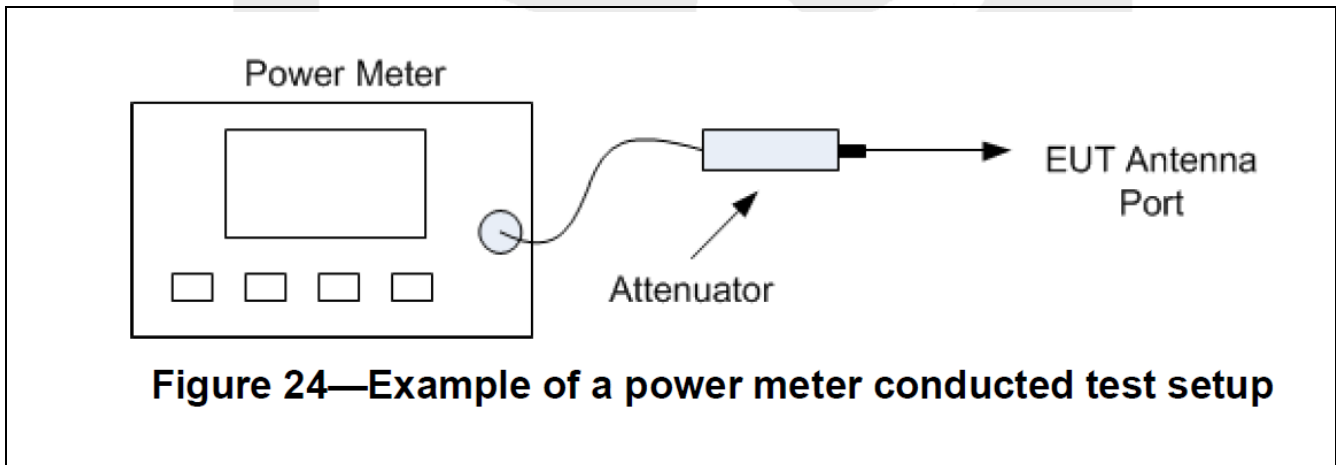 Power Meter
EUT Antenna
Port
Attenuator
Figure 24—Example of a power meter conducted test setup